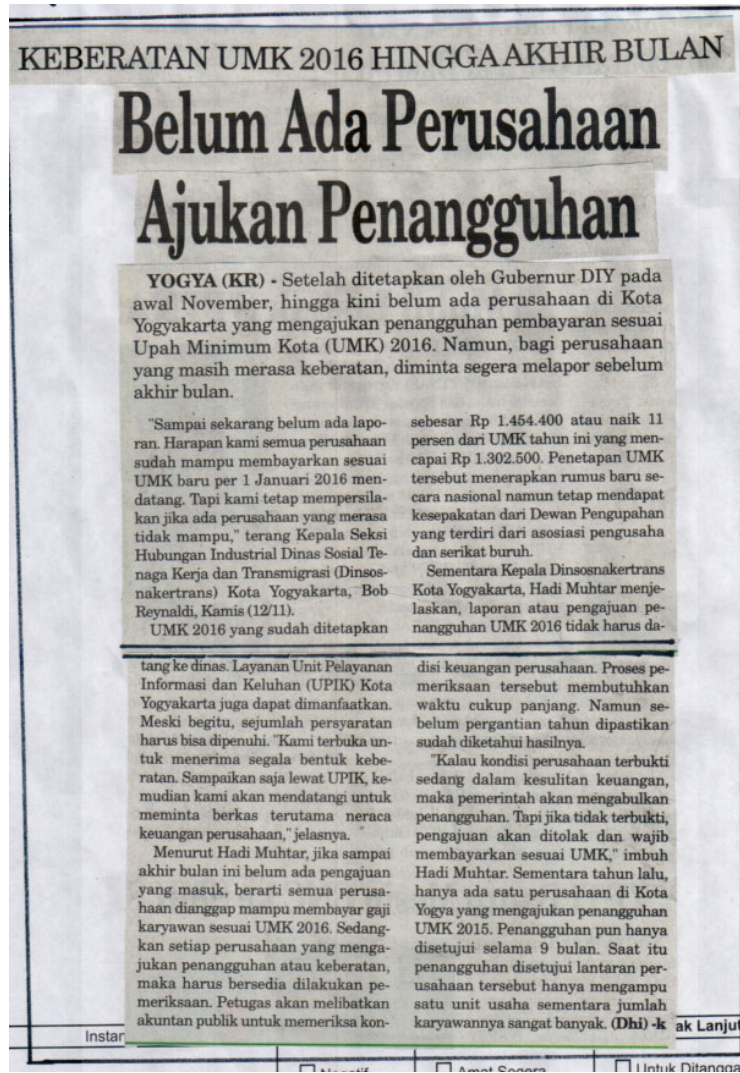 KEBERATAN UMK 2016 HINGGA AKHIR BULAN
Belum Ada Perusahaan
Ajukan Penangguhan
YOGYA (KR) - Setelah ditetapkan oleh Gubernur DIY pada
awal November, hingga kini belum ada perusahaan di Kota
Yogyakarta yang mengajukan penangguhan pembayaran sesuai
Upah Minimum Kota (UMK) 2016. Namun, bagi perusahaan
yang masih merasa keberatan, diminta segera melapor sebelum
akhir bulan.
"Sampai sekarang belum ada lapo-
ran. Harapan kami semua perusahaan
sudah mampu membayarkan sesuai
UMK baru per 1 Januari 2016 men-
datang. Tapi kami tetap mempersila-
kan jika ada perusahaan yang merasa
tidak mampu," terang Kepala Seksi
Hubungan Industrial Dinas Sosial Te-
naga Kerja dan Transmigrasi (Dinsos-
nakertrans) Kota Yogyakarta, Bob
Reynaldi, Kamis (12/11).
UMK 2016 yang sudah ditetapkan
sebesar Rp 1.454.400 atau naik 11
persen dari UMK tahun ini yang men-
capai Rp 1.302.500. Penetapan UMK
tersebut menerapkan rumus baru se-
cara nasional namun tetap mendapat
kesepakatan dari Dewan Pengupahan
yang terdiri dari asosiasi pengusaha
dan serikat buruh.
Sementara Kepala Dinsosnakertrans
Kota Yogyakarta, Hadi Muhtar menje-
laskan, laporan atau pengajuan pe-
nangguhan UMK 2016 tidak harus da-
tang ke dinas. Layanan Unit Pelayanan
Informasi dan Keluhan (UPIK) Kota
Yogyakarta juga dapat dimanfaatkan.
Meski begitu, sejumlah persyaratan
harus bisa dipenuhi. "Kami terbuka un-
tuk menerima segala bentuk kebe-
ratan. Sampaikan saja lewat UPIK, ke-
mudian kami akan mendatangi untuk
meminta berkas terutama neraca
keuangan perusahaan," jelasnya.
Menurut Hadi Muhtar, jika sampai
akhir bulan ini belum ada pengajuan
yang masuk, berarti semua perusa-
haan dianggap mampu membayar gaji
karyawan sesuai UMK 2016. Sedang-
kan setiap perusahaan yang menga-
jukan penangguhan atau keberatan,
maka harus bersedia dilakukan pe-
meriksaan. Petugas akan melibatkan
akuntan publik untuk memeriksa kon-
disi keuangan perusahaan. Proses pe-
meriksaan tersebut membutuhkan
waktu cukup panjang. Namun se-
belum pergantian tahun dipastikan
sudah diketahui hasilnya.
"Kalau kondisi perusahaan terbukti
sedang dalam kesulitan keuangan,
maka pemerintah akan mengabulkan
penangguhan. Tapi jika tidak terbukti,
pengajuan akan ditolak dan wajib
membayarkan sesuai UMK," imbuh
Hadi Muhtar. Sementara tahun lalu,
hanya ada satu perusahaan di Kota
Yogya yang mengajukan penangguhan
UMK 2015. Penangguhan pun hanya
disetujui selama 9 bulan. Saat itu
penangguhan disetujui lantaran per-
usahaan tersebut hanya mengampu
satu unit usaha sementara jumlah
karyawannya sangat banyak. (Dhi) -k
Instan
ak Lanjut
Negatif
Amat Segera
Untuk Ditangga